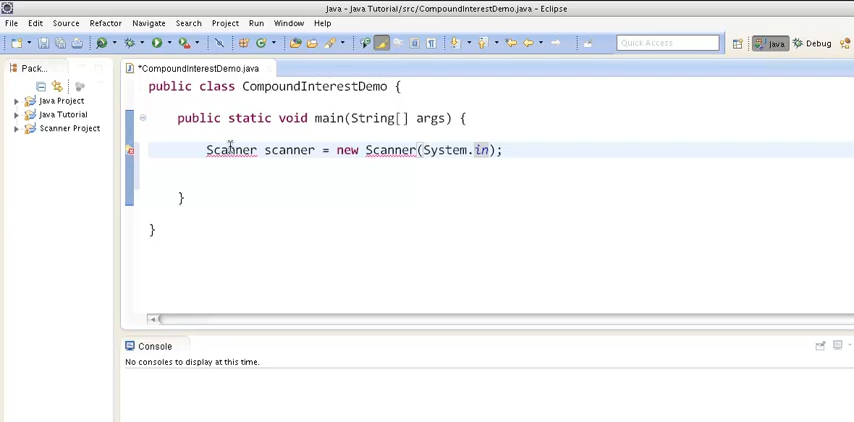 Java - Java Tutorial/src/CompoundInterestDemo.java - Eclipse
File Edit Source Refactor Navigate Search Project Run Window Help
Quick Access Java Debug
Pack...
*CompoundInterestDemo.java
Java Project
Java Tutorial
Scanner Project
public class CompoundInterestDemo {
public static void main(String[] args) {
Scanner scanner = new Scanner(System.in);
}
}
Console
No consoles to display at this time.